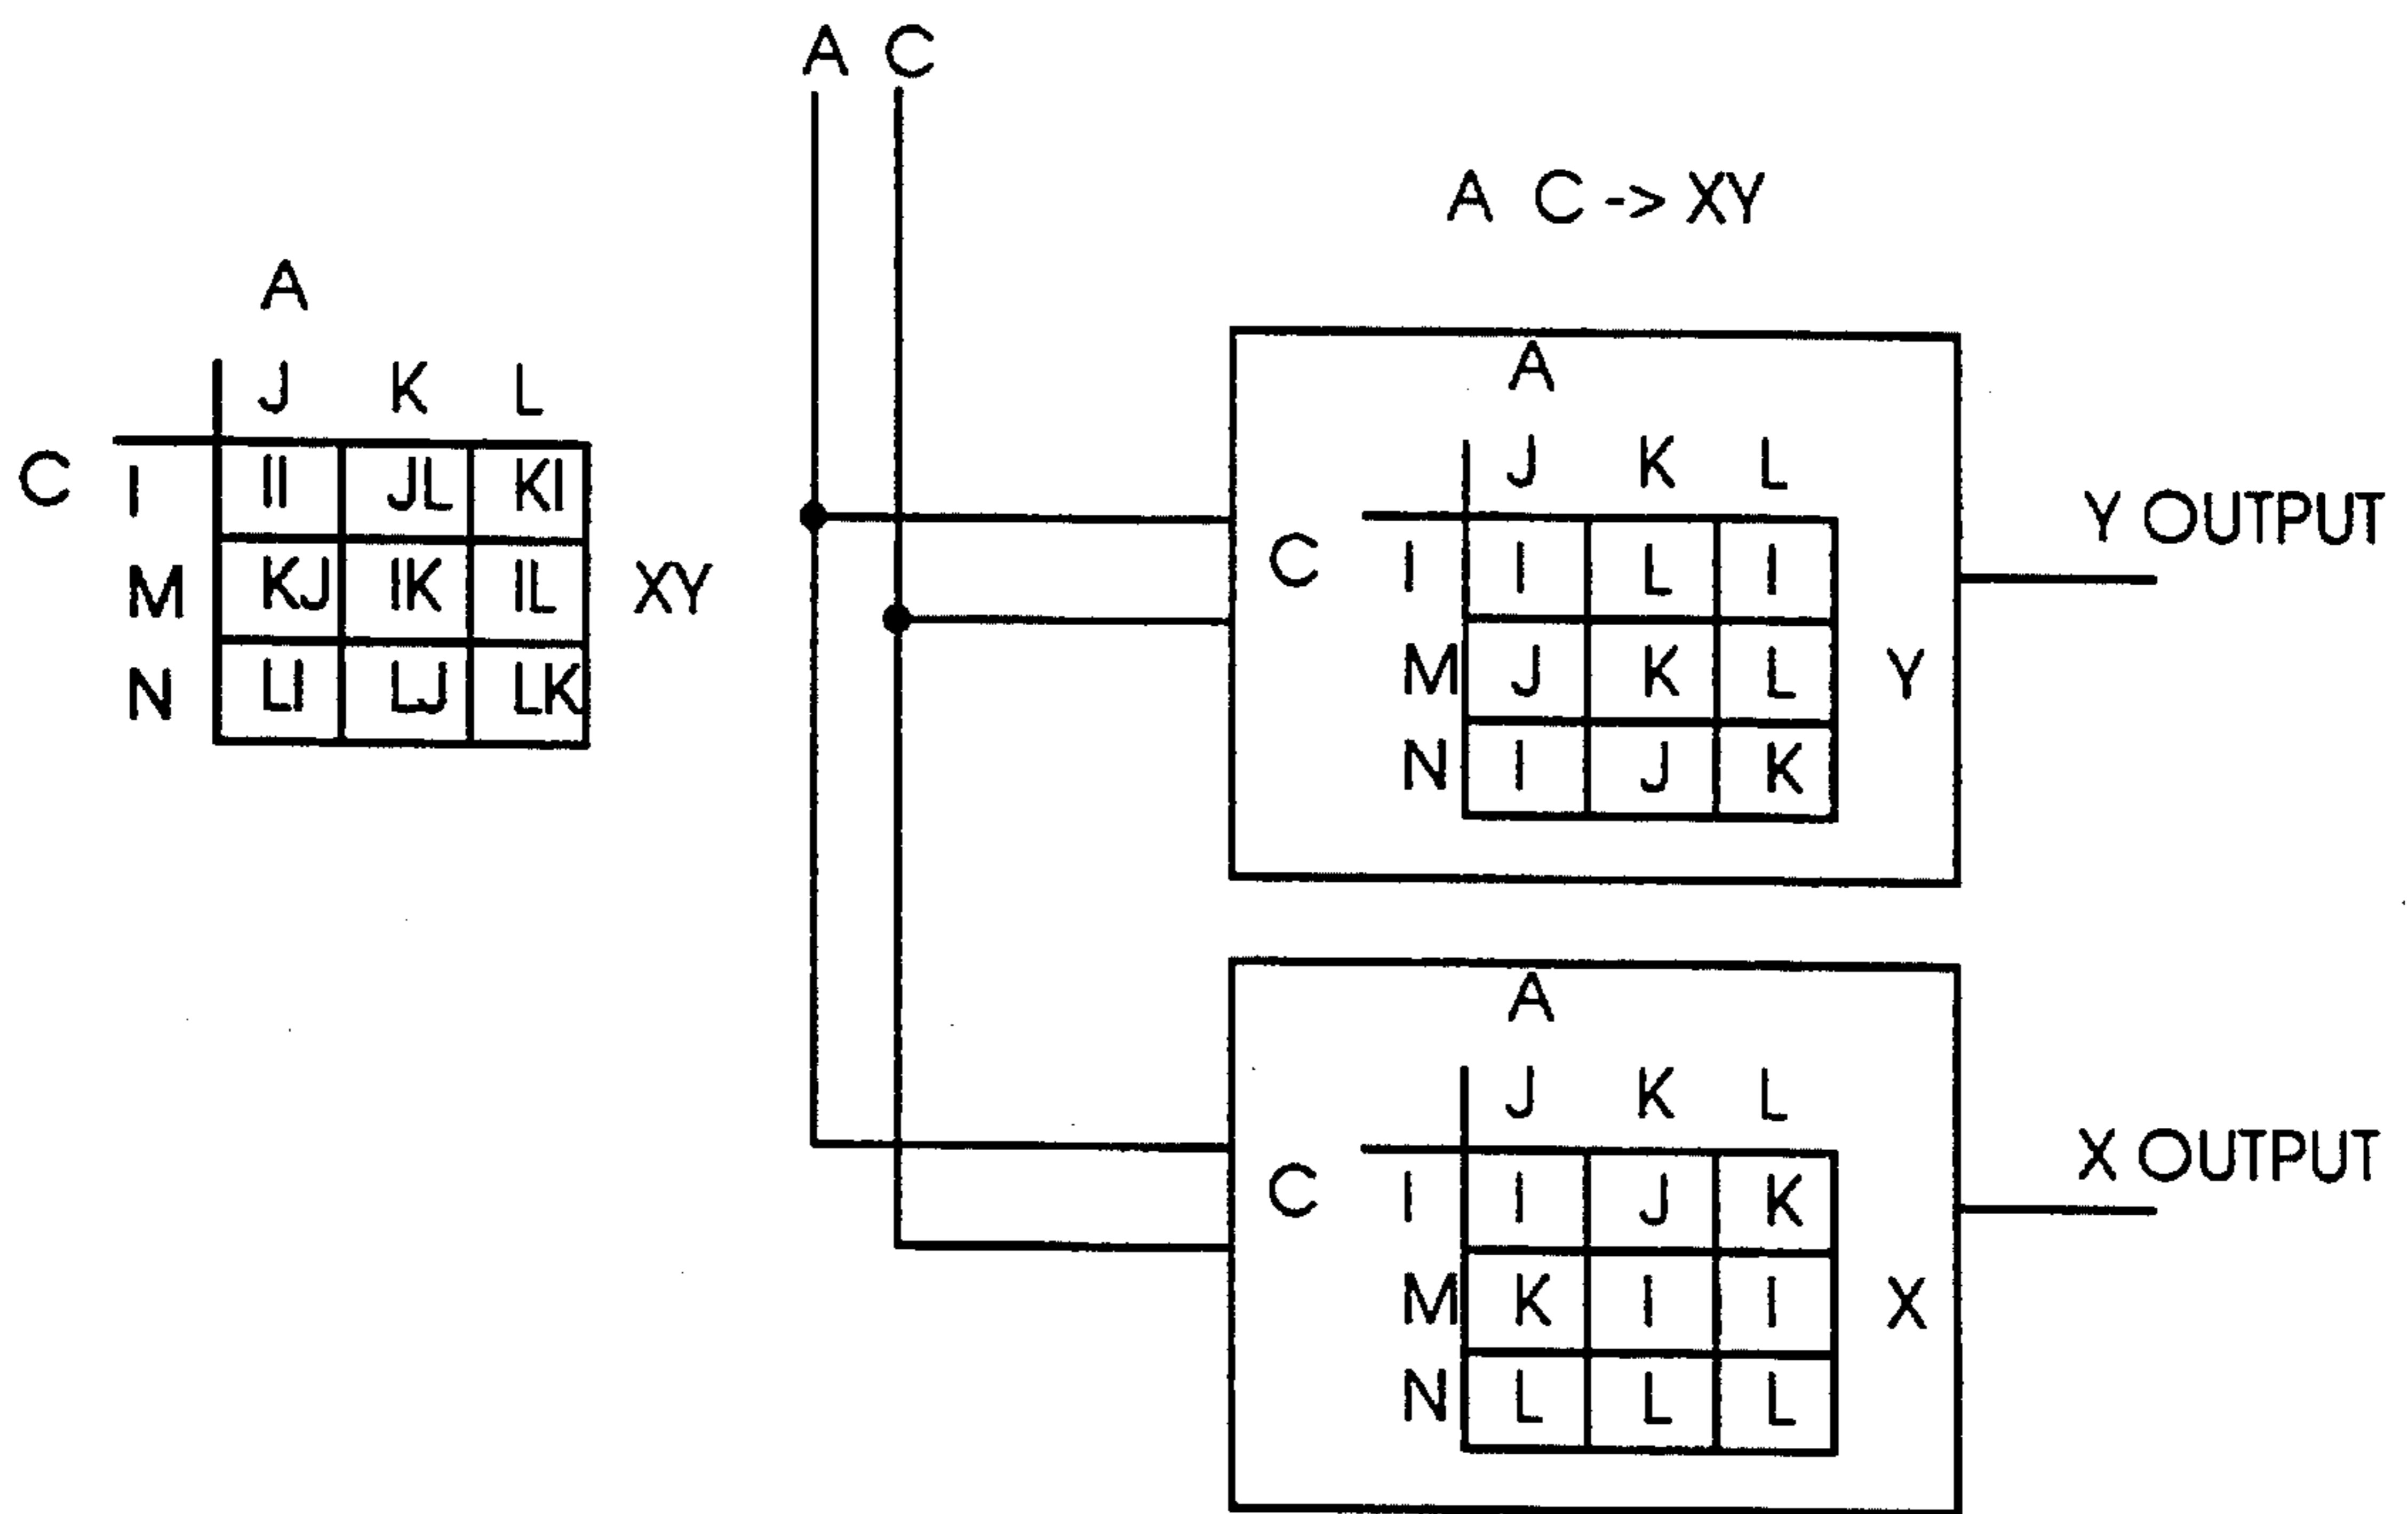 A C
A C -> XY
A
J K L
C I II JL KI
M KJ IK IL XY
N LI LJ LK
A
J K L
C I I L I
M J K L Y
N I J K
Y OUTPUT
A
J K L
C I I J K
M K I I X
N L L L
X OUTPUT